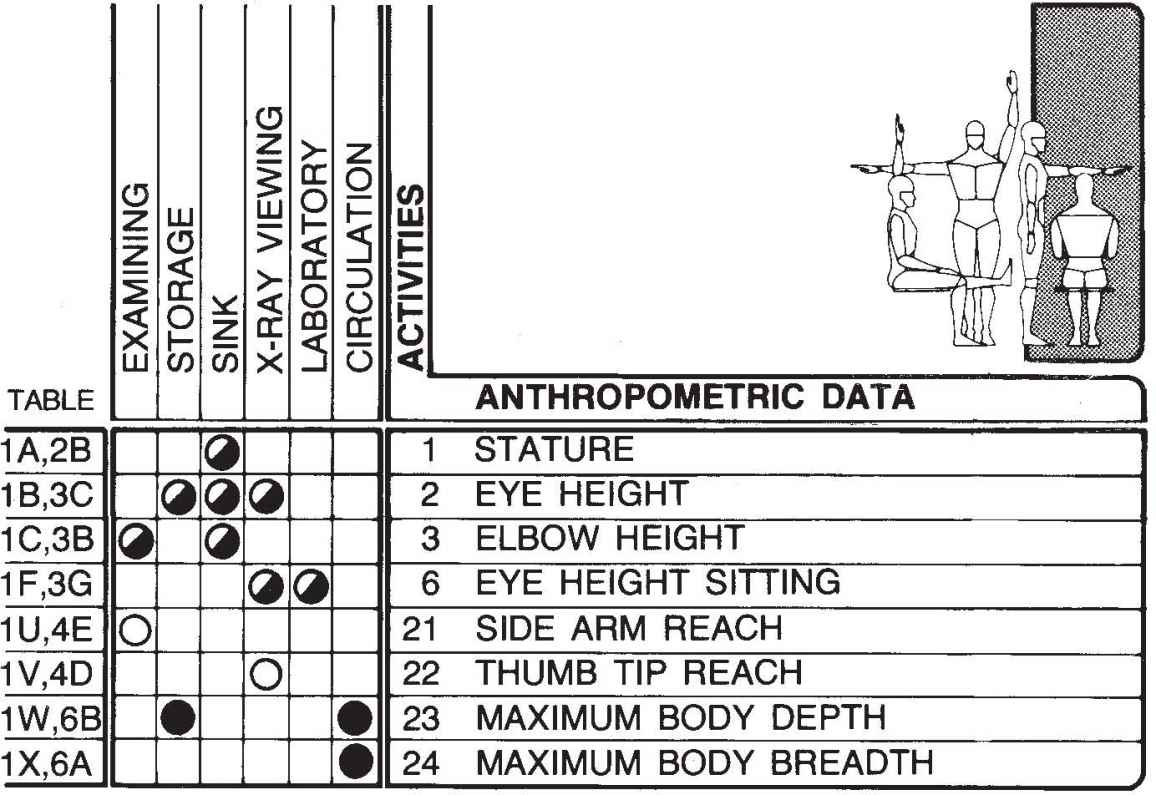 EXAMINING
STORAGE
SINK
X-RAY VIEWING
LABORATORY
CIRCULATION
ACTIVITIES
TABLE ANTHROPOMETRIC DATA
1A,2B 1 STATURE
1B,3C 2 EYE HEIGHT
1C,3B 3 ELBOW HEIGHT
1F,3G 6 EYE HEIGHT SITTING
1U,4E 21 SIDE ARM REACH
1V,4D 22 THUMB TIP REACH
1W,6B 23 MAXIMUM BODY DEPTH
1X,6A 24 MAXIMUM BODY BREADTH